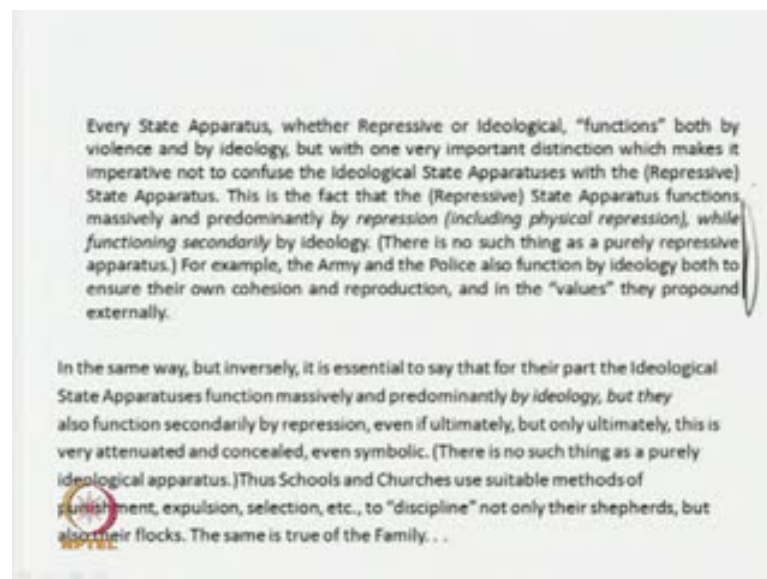 Every State Apparatus, whether Repressive or Ideological, “functions” both by
violence and by ideology, but with one very important distinction which makes it
imperative not to confuse the Ideological State Apparatuses with the (Repressive)
State Apparatus. This is the fact that the (Repressive) State Apparatus functions
massively and predominantly by repression (including physical repression), while
functioning secondarily by ideology. (There is no such thing as a purely repressive
apparatus.) For example, the Army and the Police also function by ideology both to
ensure their own cohesion and reproduction, and in the “values” they propound
externally.
In the same way, but inversely, it is essential to say that for their part the Ideological
State Apparatuses function massively and predominantly by ideology, but they
also function secondarily by repression, even if ultimately, but only ultimately, this is
very attenuated and concealed, even symbolic. (There is no such thing as a purely
ideological apparatus.)Thus Schools and Churches use suitable methods of
punishment, expulsion, selection, etc., to “discipline” not only their shepherds, but
also their flocks. The same is true of the Family. . .
NPTEL